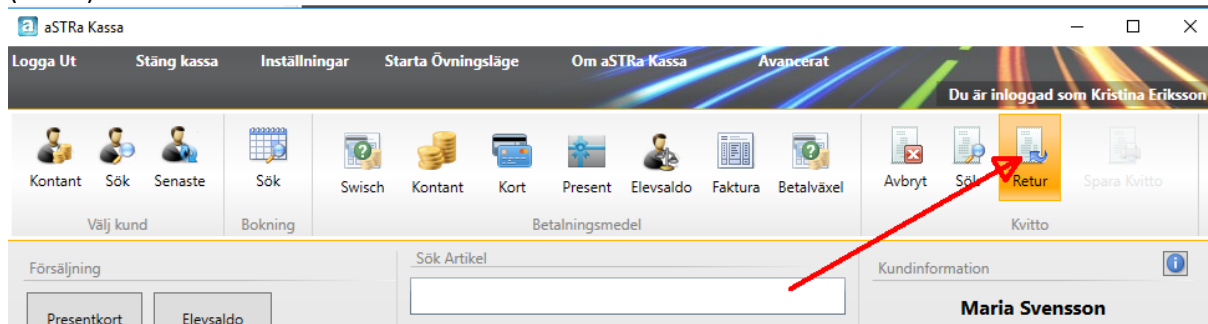 aSTRa Kassa
Logga Ut Stäng kassa Inställningar Starta Övningsläge Om aSTRa Kassa Avancerat
Du är inloggad som Kristina Eriksson
Kontant Sök Senaste Sök Swisch Kontant Kort Present Elevsaldo Faktura Betalväxel Avbryt Sök Retur Spara Kvitto
Välj kund Bokning Betalningsmedel Kvitto
Försäljning Sök Artikel Kundinformation
Maria Svensson
Presentkort Elevsaldo